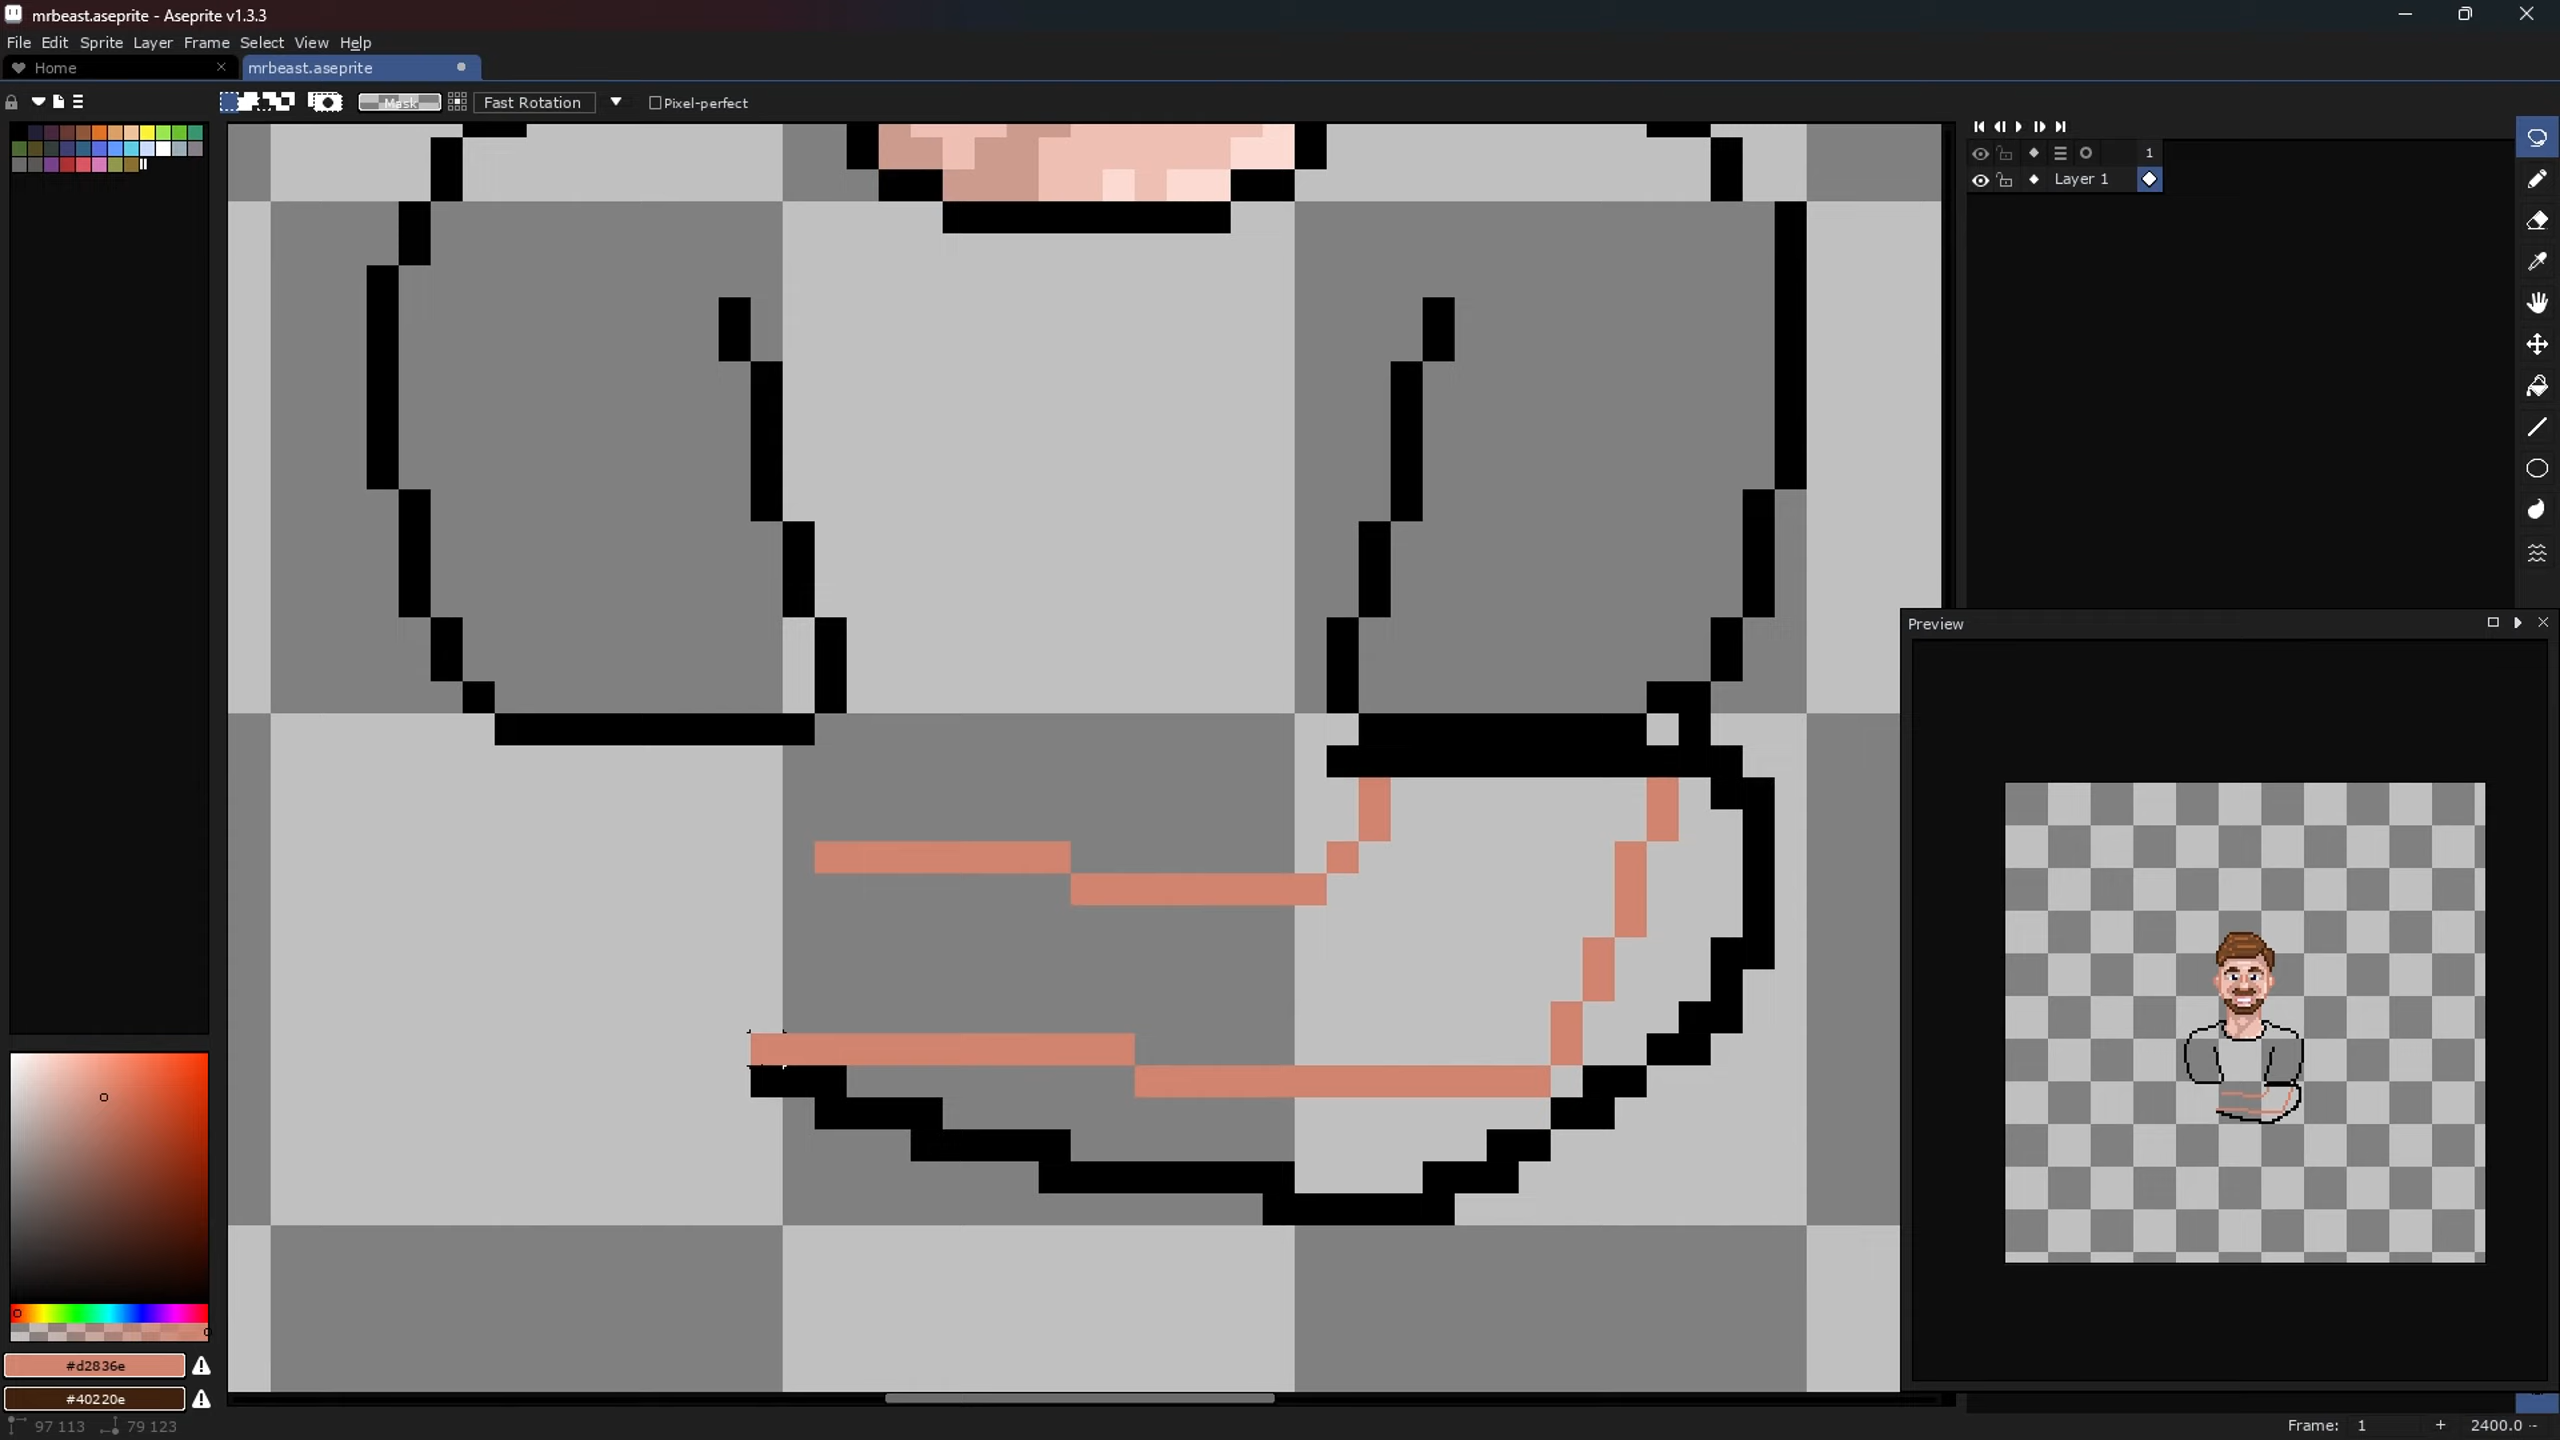 mrbeast.aseprite - Aseprite v1.3.3
File Edit Sprite Layer Frame Select View Help
Home
mrbeast.aseprite
Mask
Fast Rotation
Pixel-perfect
1
Layer 1
Preview
#d2836e
#40220e
97 113
79 123
Frame: 1 + 2400.0